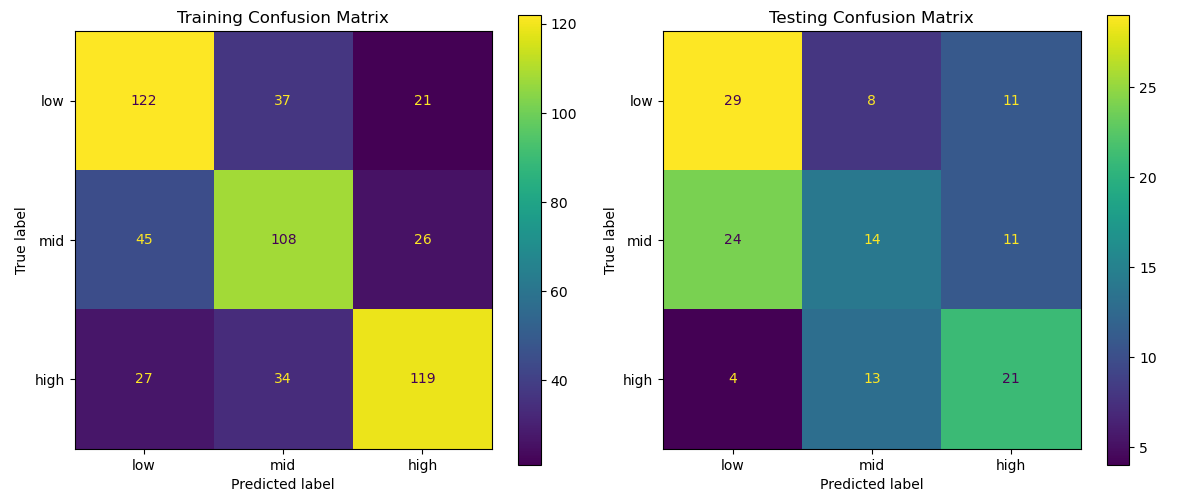 Training Confusion Matrix
low 122 37 21
mid 45 108 26
high 27 34 119
low mid high
Predicted label
True label
120
100
80
60
40
Testing Confusion Matrix
low 29 8 11
mid 24 14 11
high 4 13 21
low mid high
Predicted label
True label
25
20
15
10
5